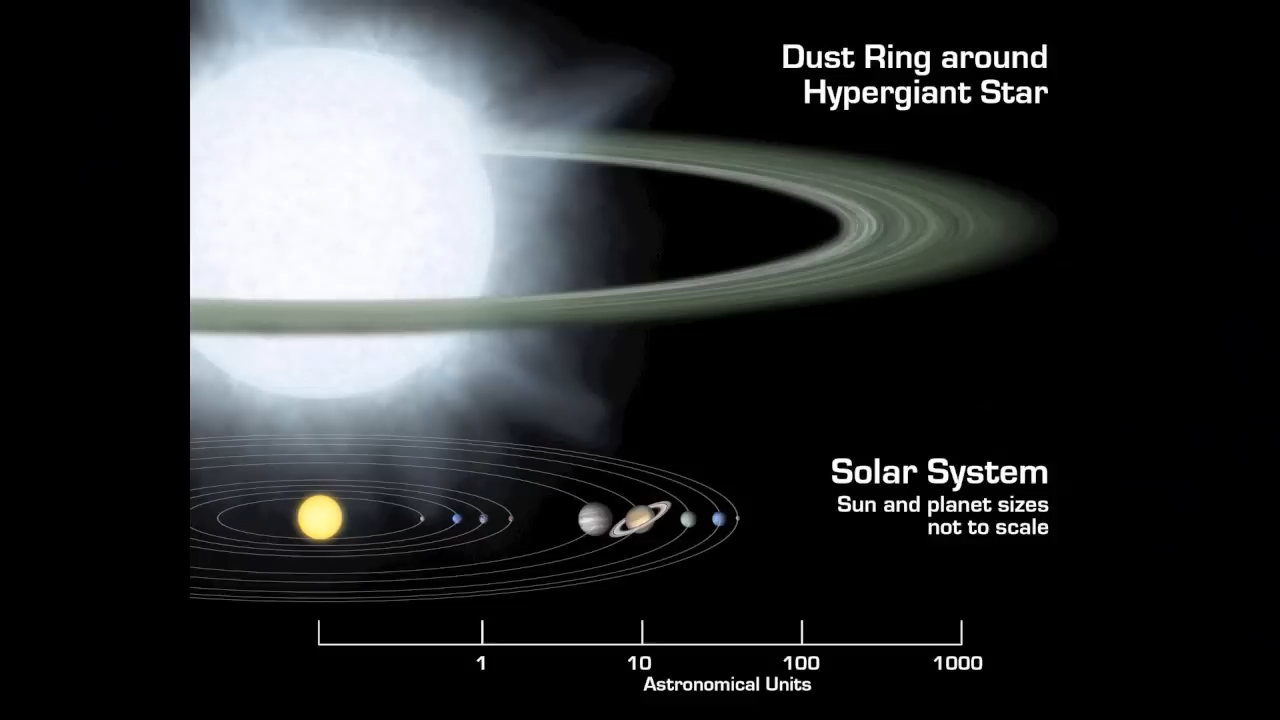 Dust Ring around
Hypergiant Star
Solar System
Sun and planet sizes
not to scale
1 10 100 1000
Astronomical Units